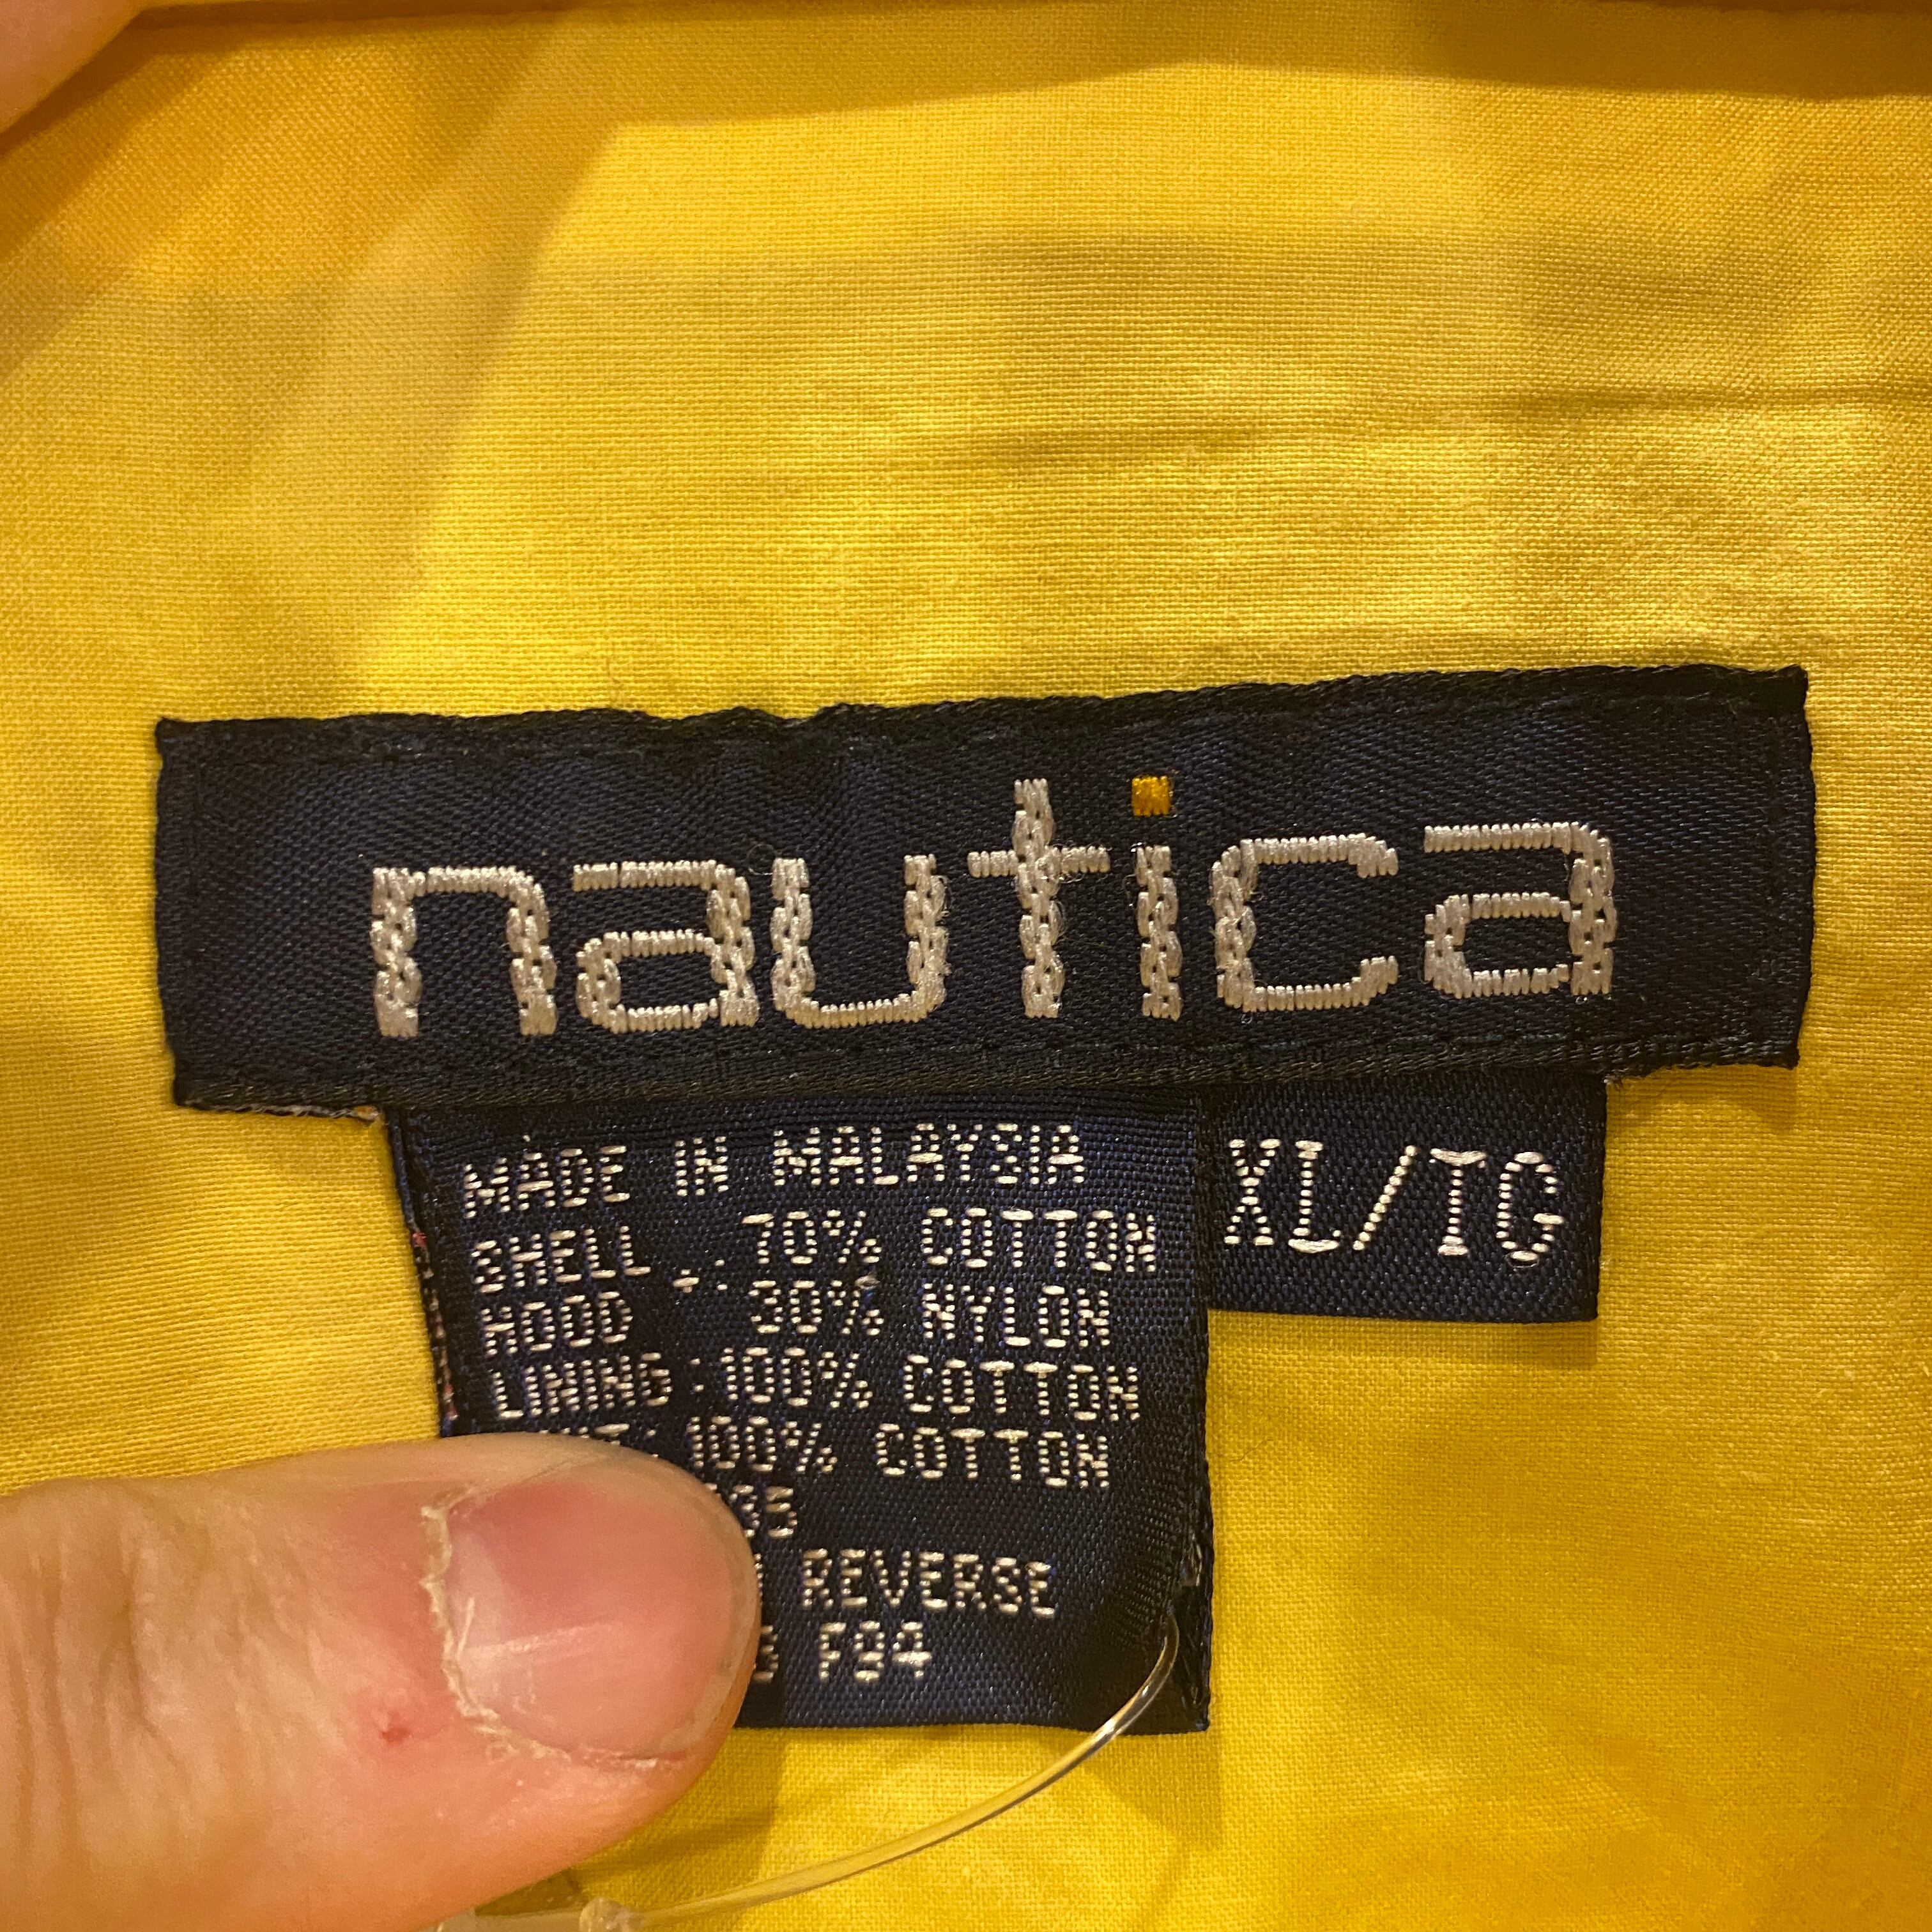 nautica
MADE IN MALAYSIA
XL/TG
SHELL + : 70% COTTON
HOOD 30% NYLON
LINING : 100% COTTON
: 100% COTTON
REVERSE
F94